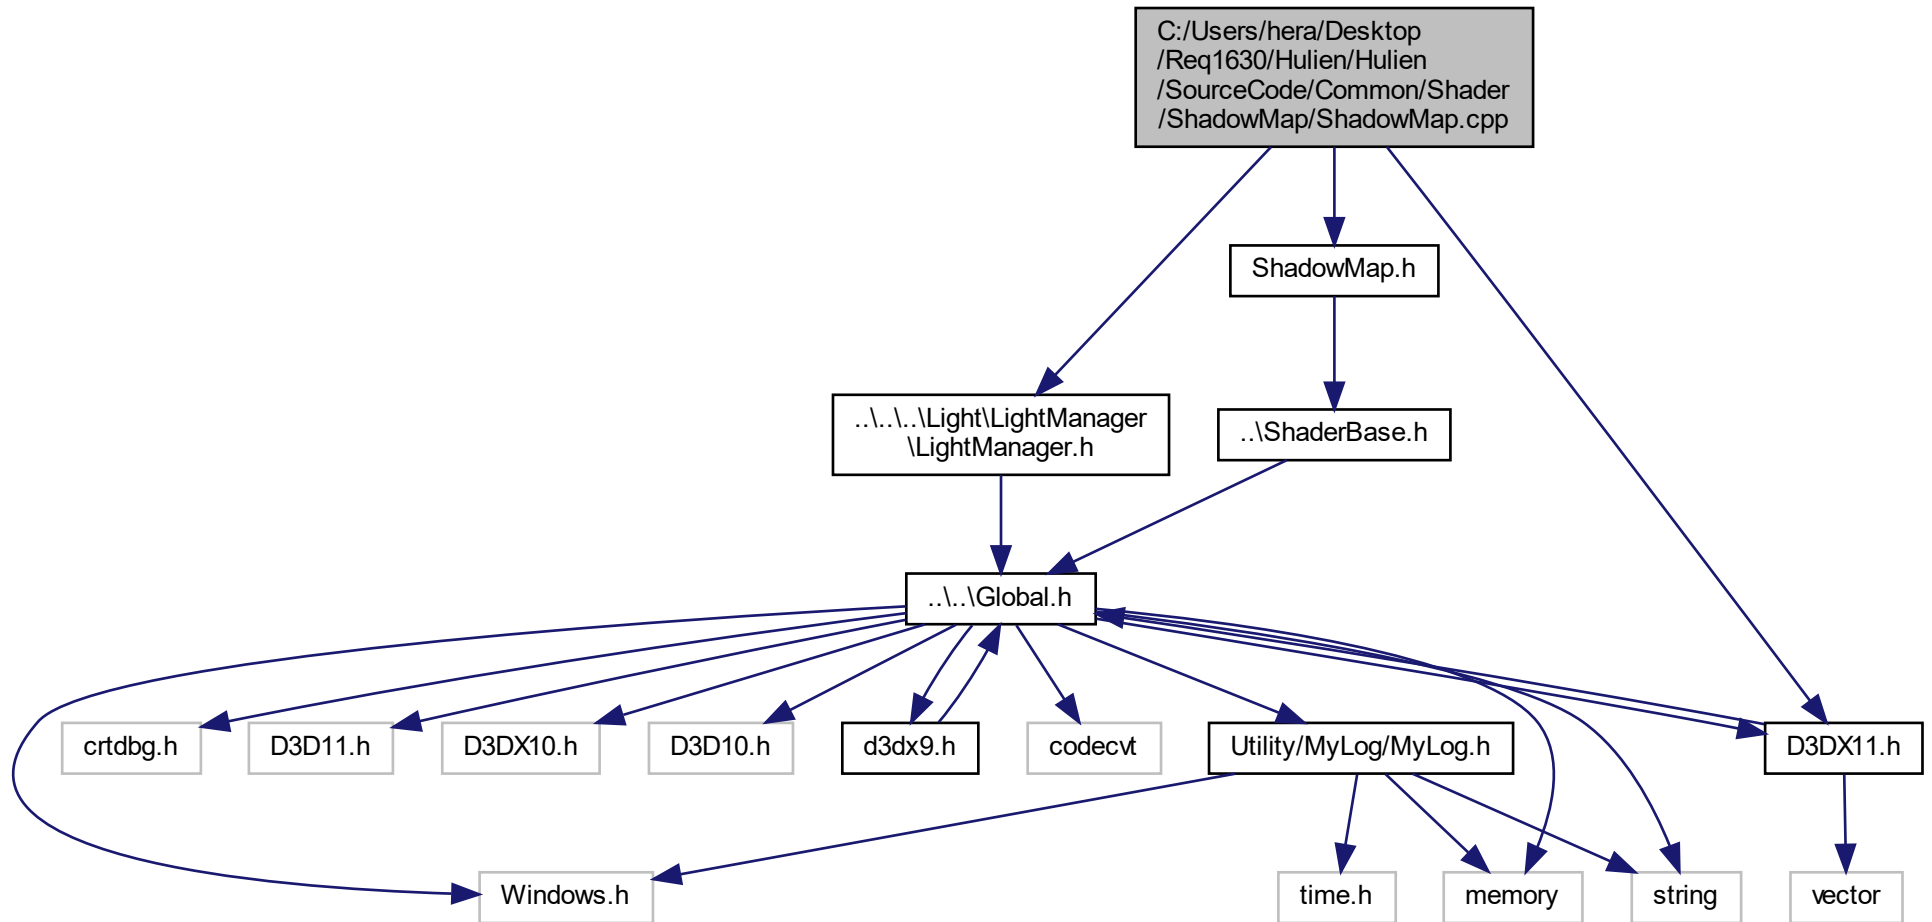 C:/Users/hera/Desktop
/Req1630/Hulien/Hulien
/SourceCode/Common/Shader
/ShadowMap/ShadowMap.cpp
ShadowMap.h
..\..\..\Light\LightManager
\LightManager.h
..\ShaderBase.h
..\..\Global.h
crtdbg.h
D3D11.h
D3DX10.h
D3D10.h
d3dx9.h
codecvt
Utility/MyLog/MyLog.h
D3DX11.h
Windows.h
time.h
memory
string
vector